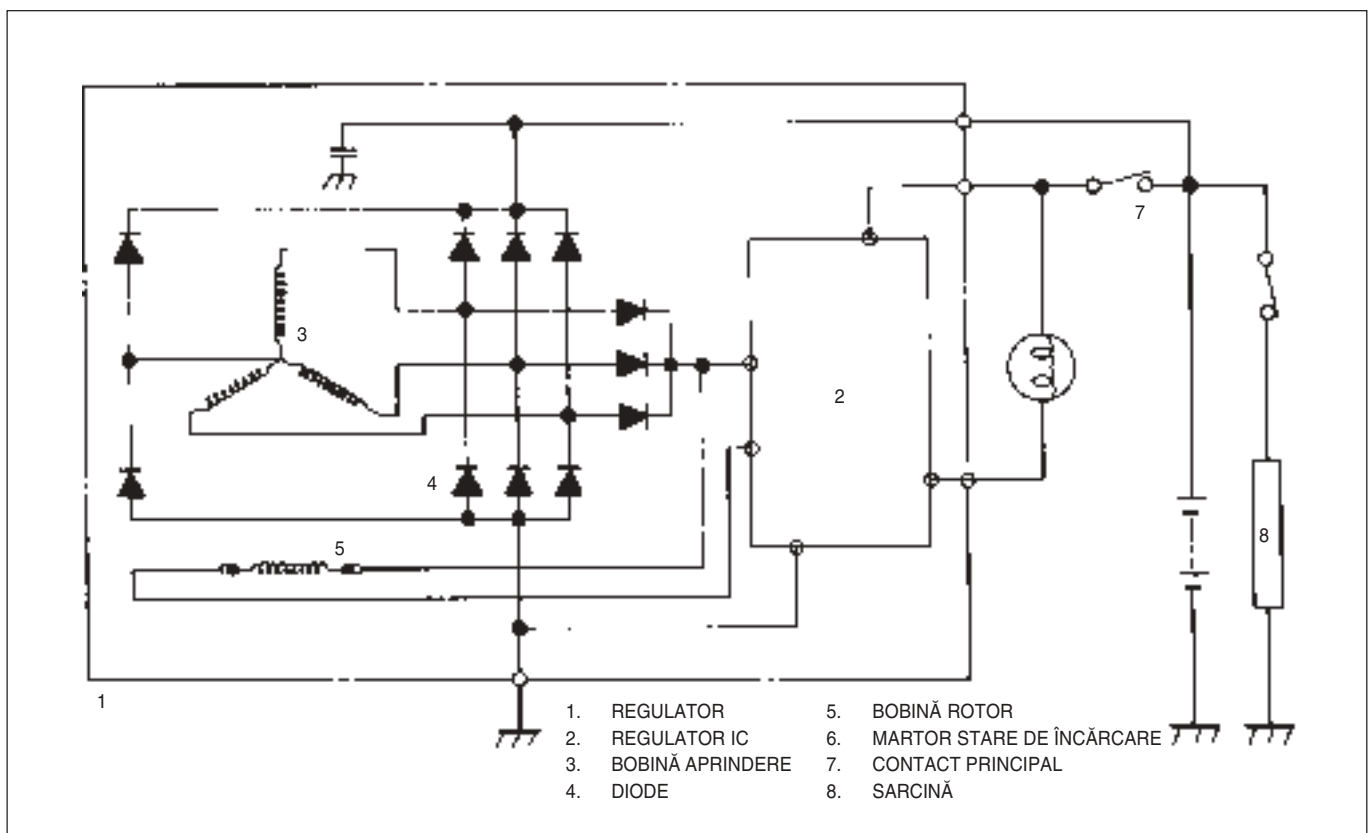 3
7
2
4
8
5
1
1. REGULATOR
2. REGULATOR IC
3. BOBINĂ APRINDERE
4. DIODE
5. BOBINĂ ROTOR
6. MARTOR STARE DE ÎNCĂRCARE
7. CONTACT PRINCIPAL
8. SARCINĂ